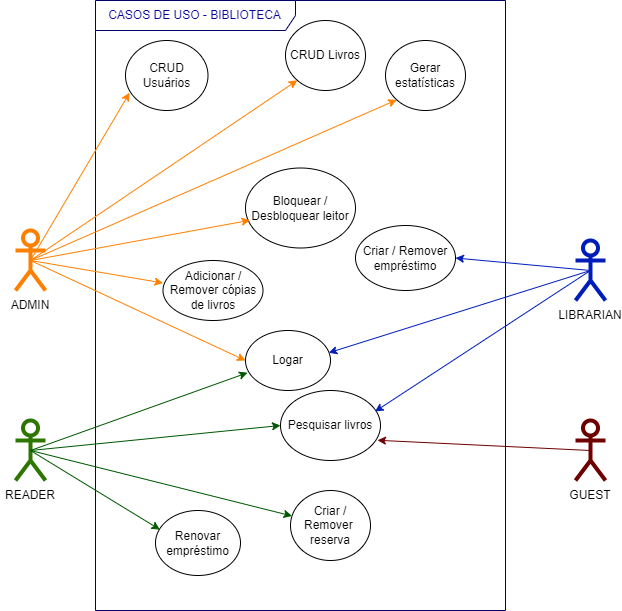 CASOS DE USO - BIBLIOTECA
CRUD
Usuários
CRUD Livros
Gerar
estatísticas
Bloquear /
Desbloquear leitor
Criar / Remover
empréstimo
Adicionar /
Remover cópias
de livros
ADMIN
LIBRARIAN
Logar
Pesquisar livros
READER
GUEST
Criar /
Remover
reserva
Renovar
empréstimo